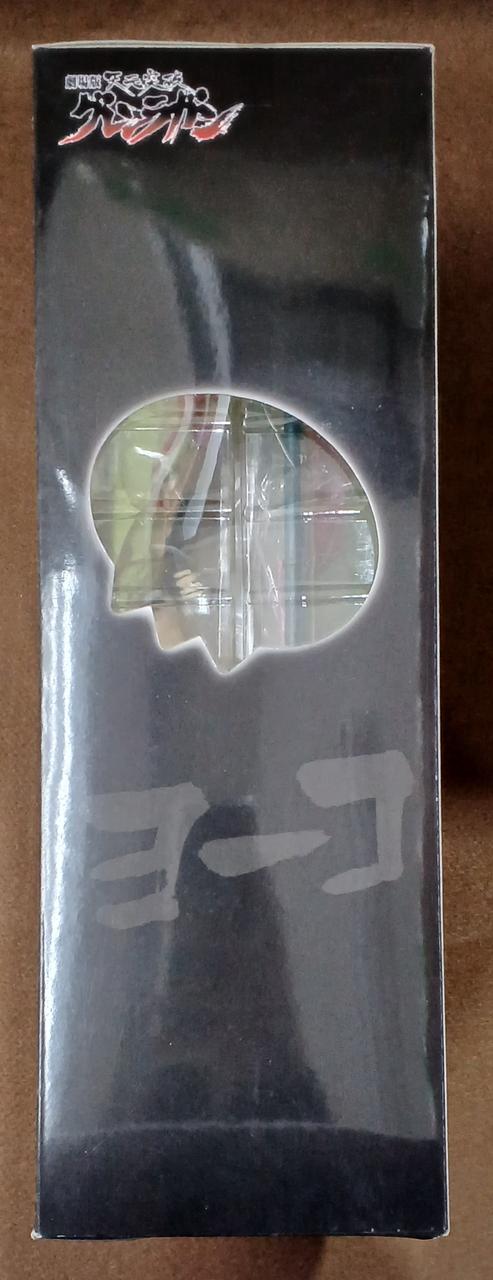 劇場版 天元突破
グレンラガン
ヨーコ